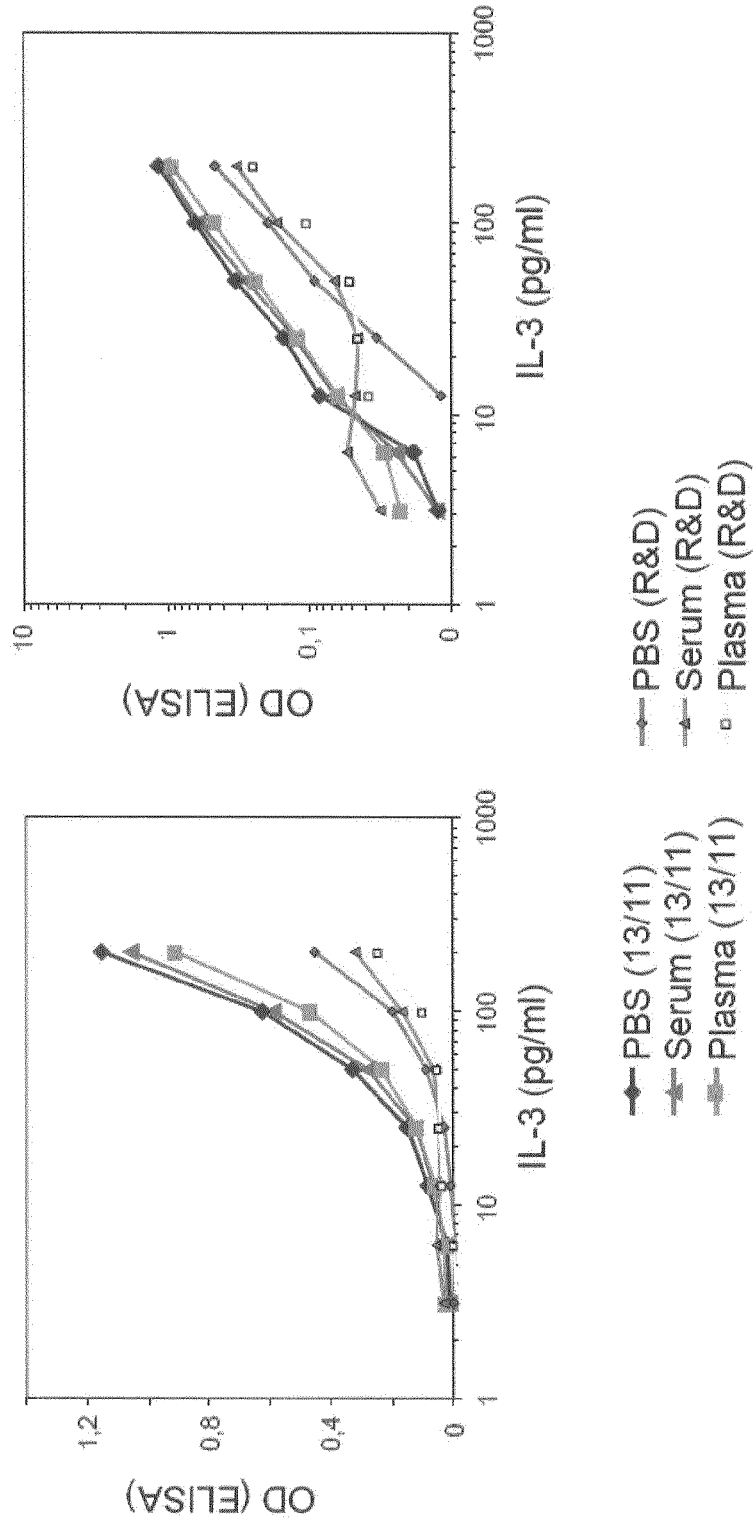 OD (ELISA)
1,2
0,8
0,4
0
1
10
100
1000
IL-3 (pg/ml)
OD (ELISA)
10
1
0,1
0
1
10
100
1000
IL-3 (pg/ml)
PBS (13/11)
Serum (13/11)
Plasma (13/11)
PBS (R&D)
Serum (R&D)
Plasma (R&D)